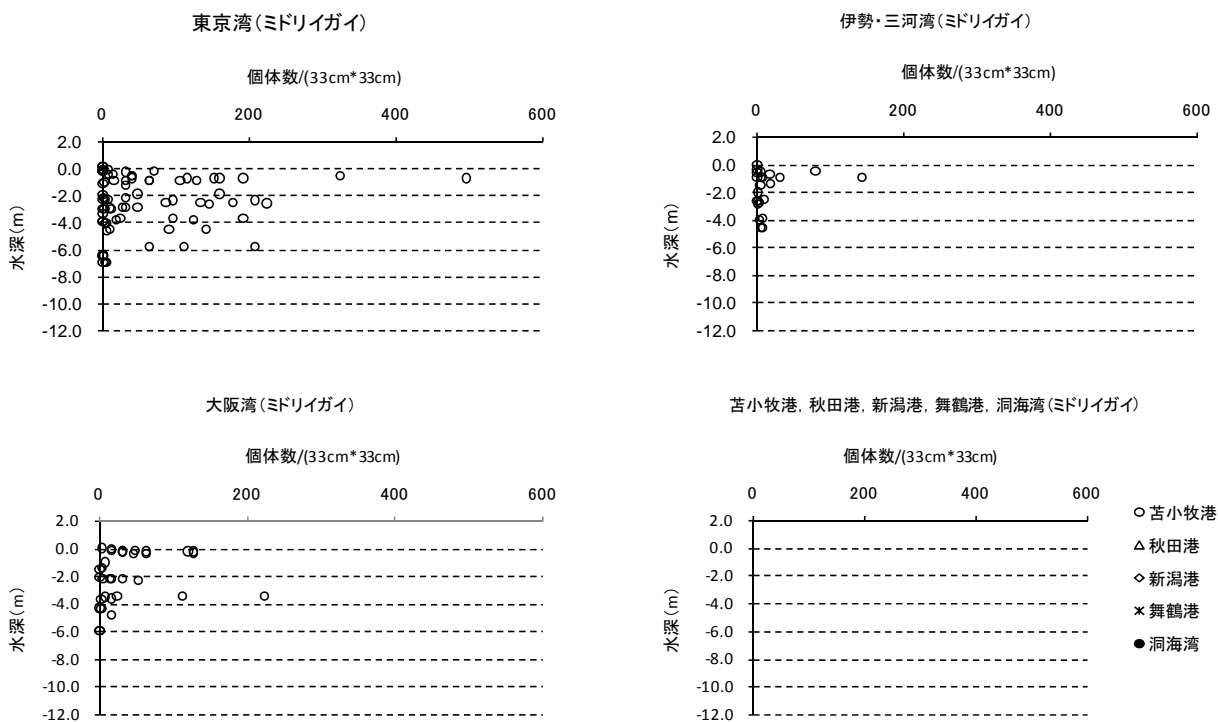 東京湾(ミドリイガイ)
個体数/(33cm*33cm)
0 200 400 600
2.0
0.0
-2.0
-4.0
-6.0
-8.0
-10.0
-12.0
水深(m)
伊勢・三河湾(ミドリイガイ)
個体数/(33cm*33cm)
0 200 400 600
2.0
0.0
-2.0
-4.0
-6.0
-8.0
-10.0
-12.0
水深(m)
大阪湾(ミドリイガイ)
個体数/(33cm*33cm)
0 200 400 600
2.0
0.0
-2.0
-4.0
-6.0
-8.0
-10.0
-12.0
水深(m)
苫小牧港, 秋田港, 新潟港, 舞鶴港, 洞海湾(ミドリイガイ)
個体数/(33cm*33cm)
0 200 400 600
2.0
0.0
-2.0
-4.0
-6.0
-8.0
-10.0
-12.0
水深(m)
苫小牧港
秋田港
新潟港
舞鶴港
洞海湾